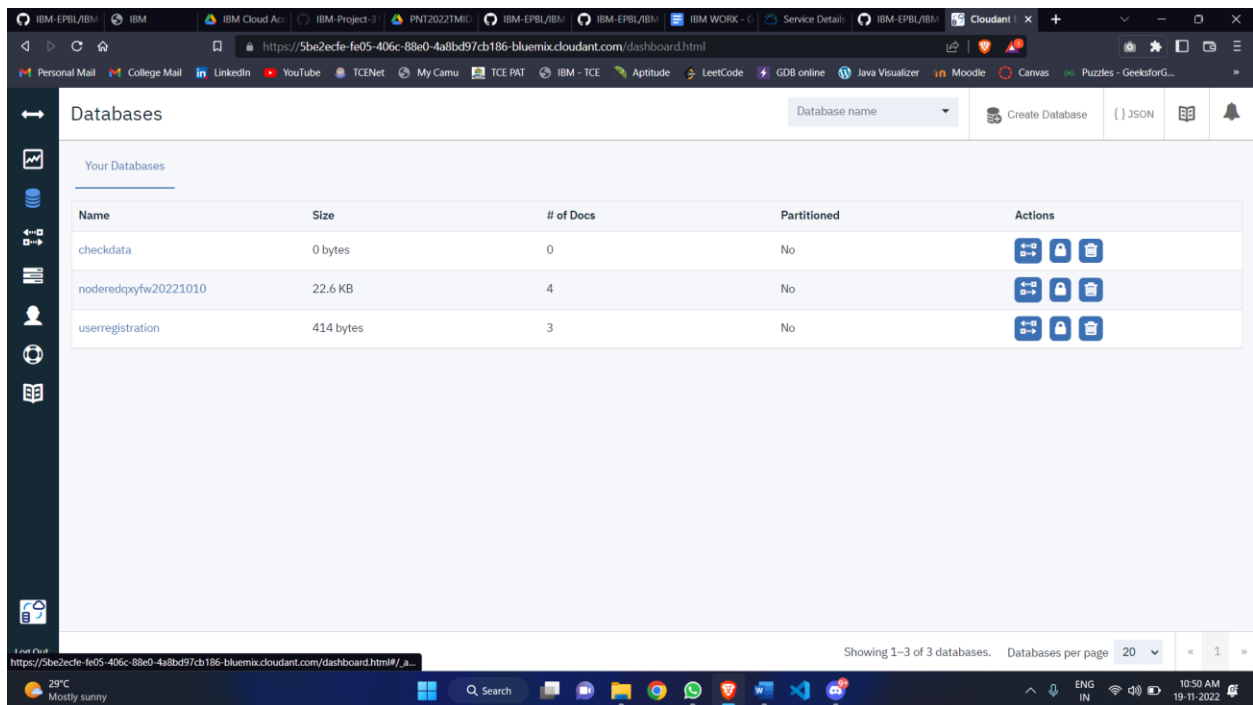 IBM-EPBL/IBM IBM IBM Cloud Acc IBM-Project-31 PNT2022TMID IBM-EPBL/IBM IBM-EPBL/IBM IBM WORK - G Service Details IBM-EPBL/IBM Cloudant
https://5be2ecfe-fe05-406c-88e0-4a8bd97cb186-bluemix.cloudant.com/dashboard.html
Personal Mail College Mail LinkedIn YouTube TCENet My Camu TCE PAT IBM - TCE Aptitude LeetCode GDB online Java Visualizer Moodle Canvas Puzzles - GeeksforG...
Databases Database name Create Database { } JSON
Your Databases
Name Size # of Docs Partitioned Actions
checkdata 0 bytes 0 No
noderedqxyfw20221010 22.6 KB 4 No
userregistration 414 bytes 3 No
Showing 1–3 of 3 databases. Databases per page 20 « 1 »
Log Out
https://5be2ecfe-fe05-406c-88e0-4a8bd97cb186-bluemix.cloudant.com/dashboard.html#/_a...
29°C
Mostly sunny
Search
ENG
IN
10:50 AM
19-11-2022